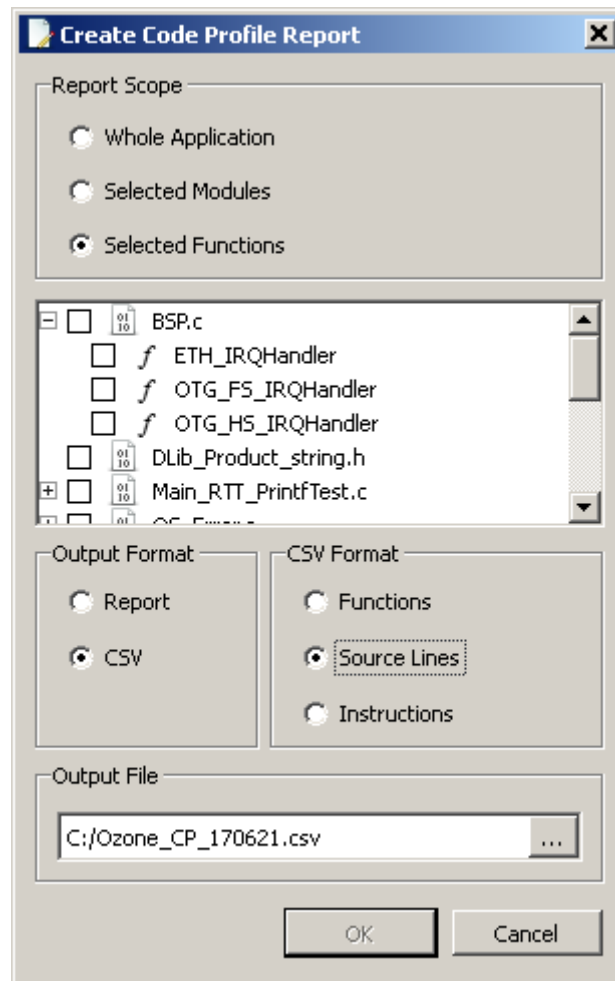 Create Code Profile Report
Report Scope
Whole Application
Selected Modules
Selected Functions
BSP.c
f ETH_IRQHandler
f OTG_FS_IRQHandler
f OTG_HS_IRQHandler
DLib_Product_string.h
Main_RTT_PrintfTest.c
Output Format
Report
CSV
CSV Format
Functions
Source Lines
Instructions
Output File
C:/Ozone_CP_170621.csv
...
OK
Cancel